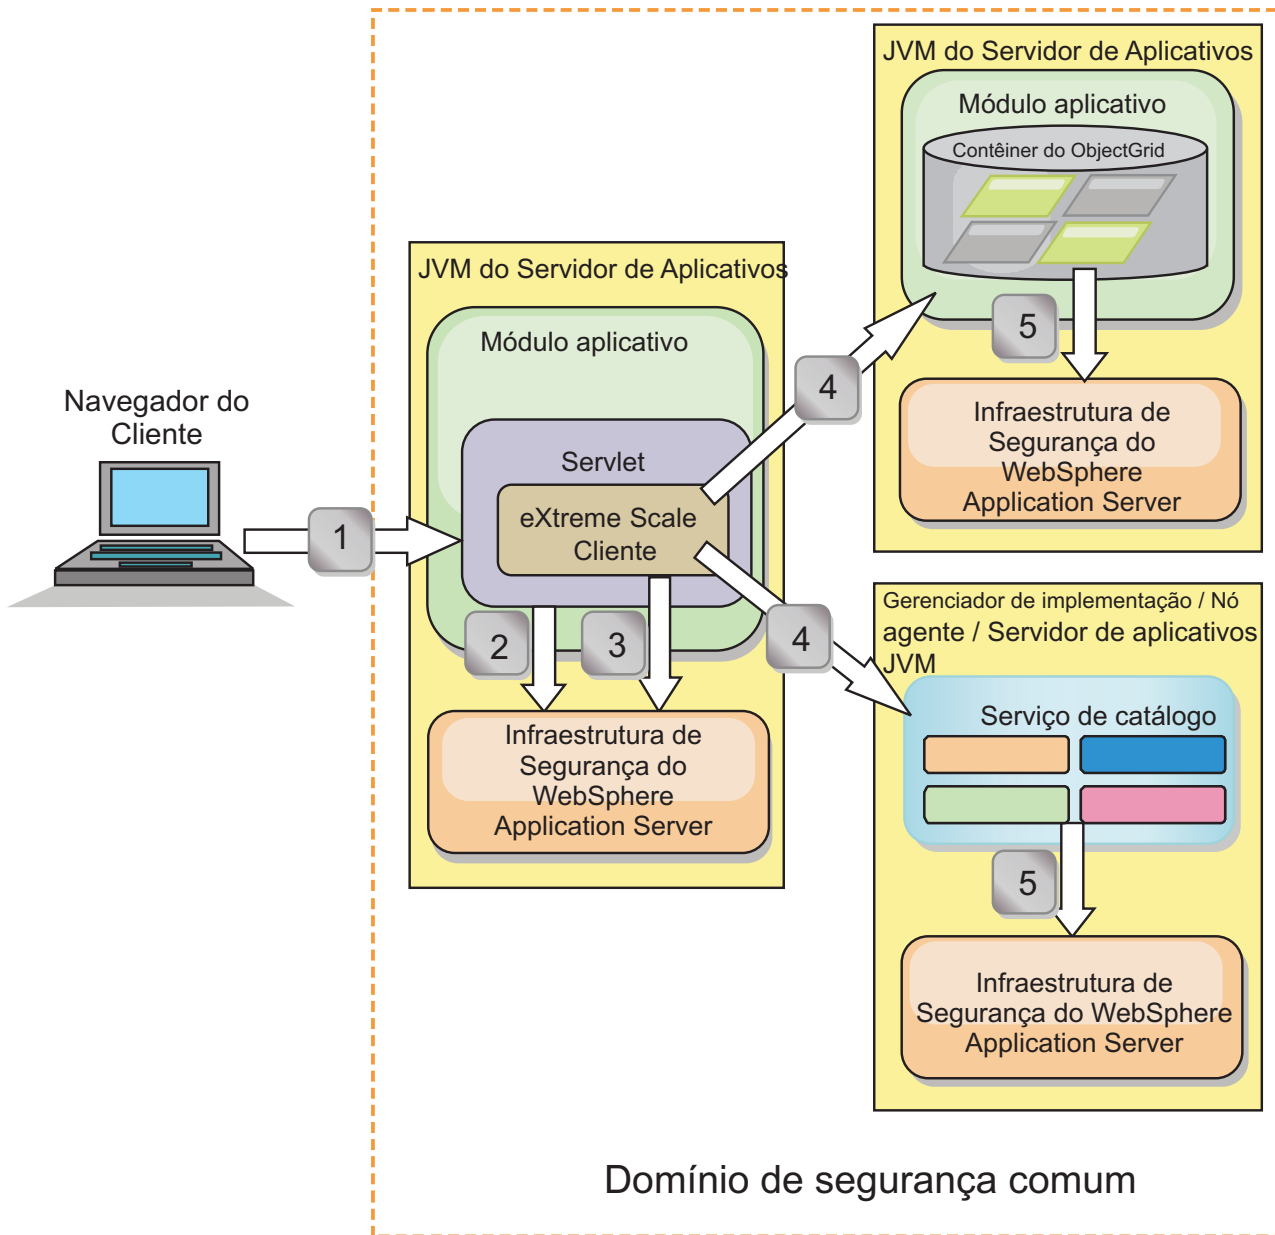 JVM do Servidor de Aplicativos
Módulo aplicativo
Contêiner do ObjectGrid
5
Infraestrutura de
Segurança do
WebSphere
Application Server
JVM do Servidor de Aplicativos
Módulo aplicativo
Servlet
eXtreme Scale
Cliente
4
Navegador do
Cliente
1
2
3
4
Infraestrutura de
Segurança do
WebSphere
Application Server
Gerenciador de implementação / Nó
agente / Servidor de aplicativos
JVM
Serviço de catálogo
5
Infraestrutura de
Segurança do WebSphere
Application Server
Domínio de segurança comum